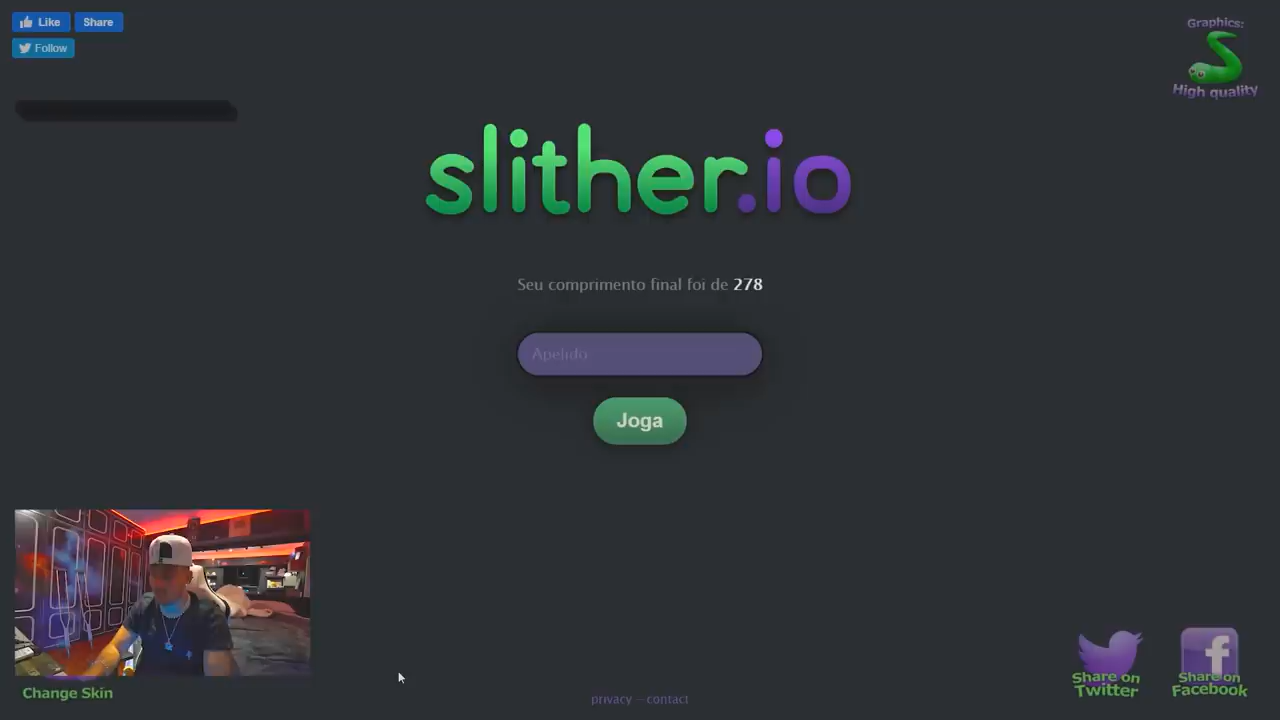 Like Share
Follow
Graphics:
High quality
slither.io
Seu comprimento final foi de 278
Apelido
Joga
Change Skin
privacy - contact
Share on
Twitter
Share on
Facebook